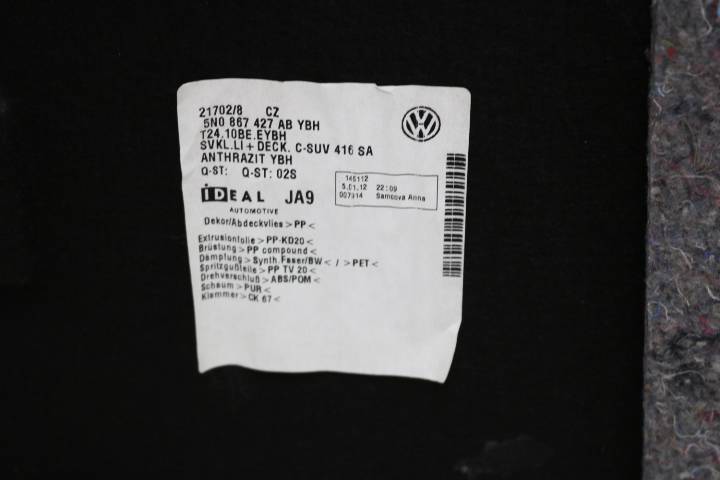 21702/8 CZ
5N0 867 427 AB YBH
T24.10BE.EYBH
SVKL.LI + DECK. C-SUV 416 SA
ANTHRAZIT YBH
Q-ST: Q-ST: 02S
iDEAL JA9
AUTOMOTIVE
145112
5.01.12 22:09
007914 Samcova Anna
Dekor/Abdeckvlies > PP <
Extrusionfolie > PP-KD20 <
Brüstung > PP compound <
Dämpfung > Synth. Faser/BW < / > PET <
Spritzgußteile > PP TV 20 <
Drehverschluß > ABS/POM <
Schaum > PUR <
Klammer > CK 67 <